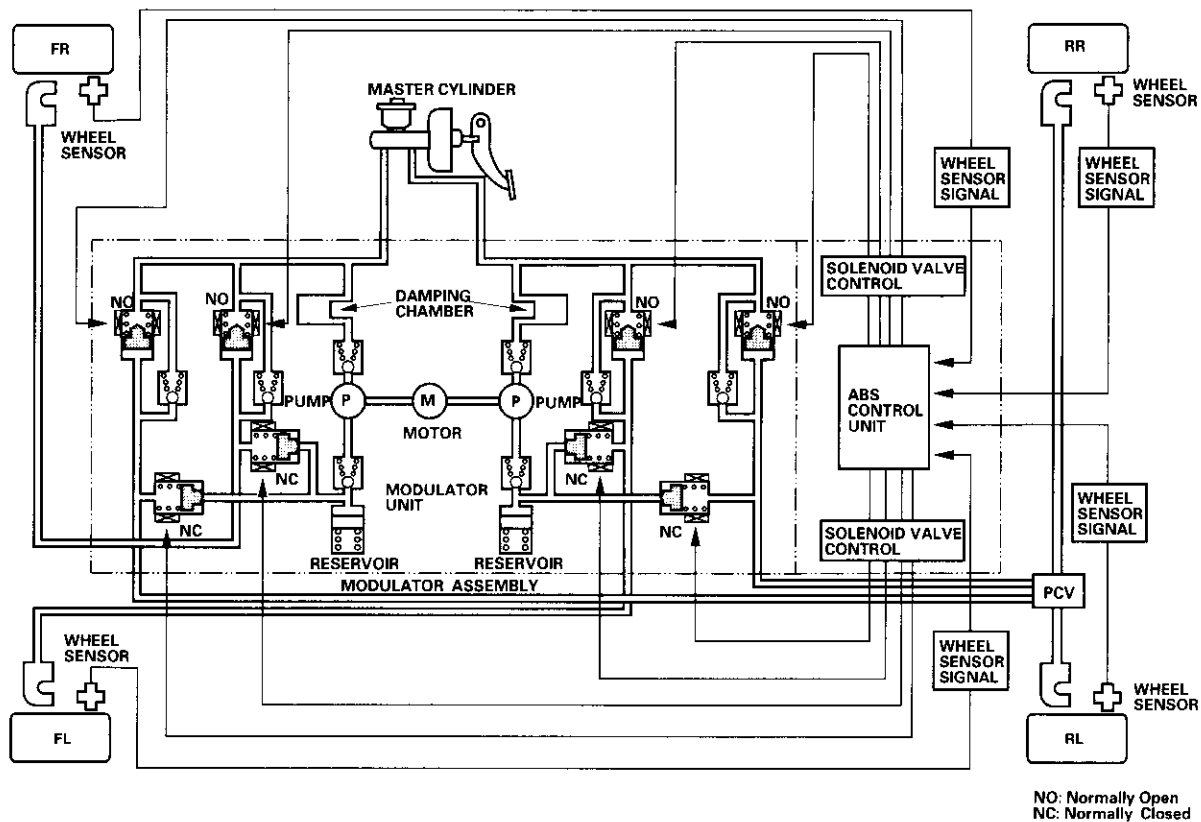 FR
WHEEL
SENSOR
MASTER CYLINDER
RR
WHEEL
SENSOR
WHEEL
SENSOR
SIGNAL
WHEEL
SENSOR
SIGNAL
SOLENOID VALVE
CONTROL
NO
NO
DAMPING
CHAMBER
NO
NO
ABS
CONTROL
UNIT
PUMP
P
M
P
PUMP
MOTOR
NC
MODULATOR
UNIT
NC
NC
NC
WHEEL
SENSOR
SIGNAL
SOLENOID VALVE
CONTROL
RESERVOIR
RESERVOIR
MODULATOR ASSEMBLY
PCV
WHEEL
SENSOR
WHEEL
SENSOR
SIGNAL
WHEEL
SENSOR
FL
RL
NO: Normally Open
NC: Normally Closed